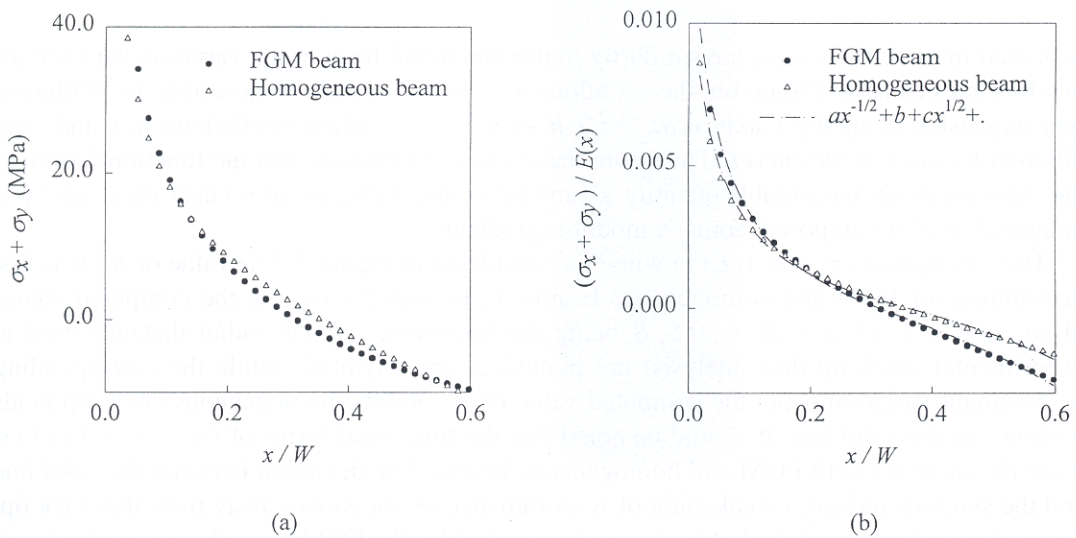 40.0
FGM beam
Homogeneous beam
20.0
σx + σy (MPa)
0.0
0.0 0.2 0.4 0.6
x / W
(a)
0.010
FGM beam
Homogeneous beam
ax^-1/2+b+cx^1/2+.
0.005
(σx + σy) / E(x)
0.000
0.0 0.2 0.4 0.6
x / W
(b)